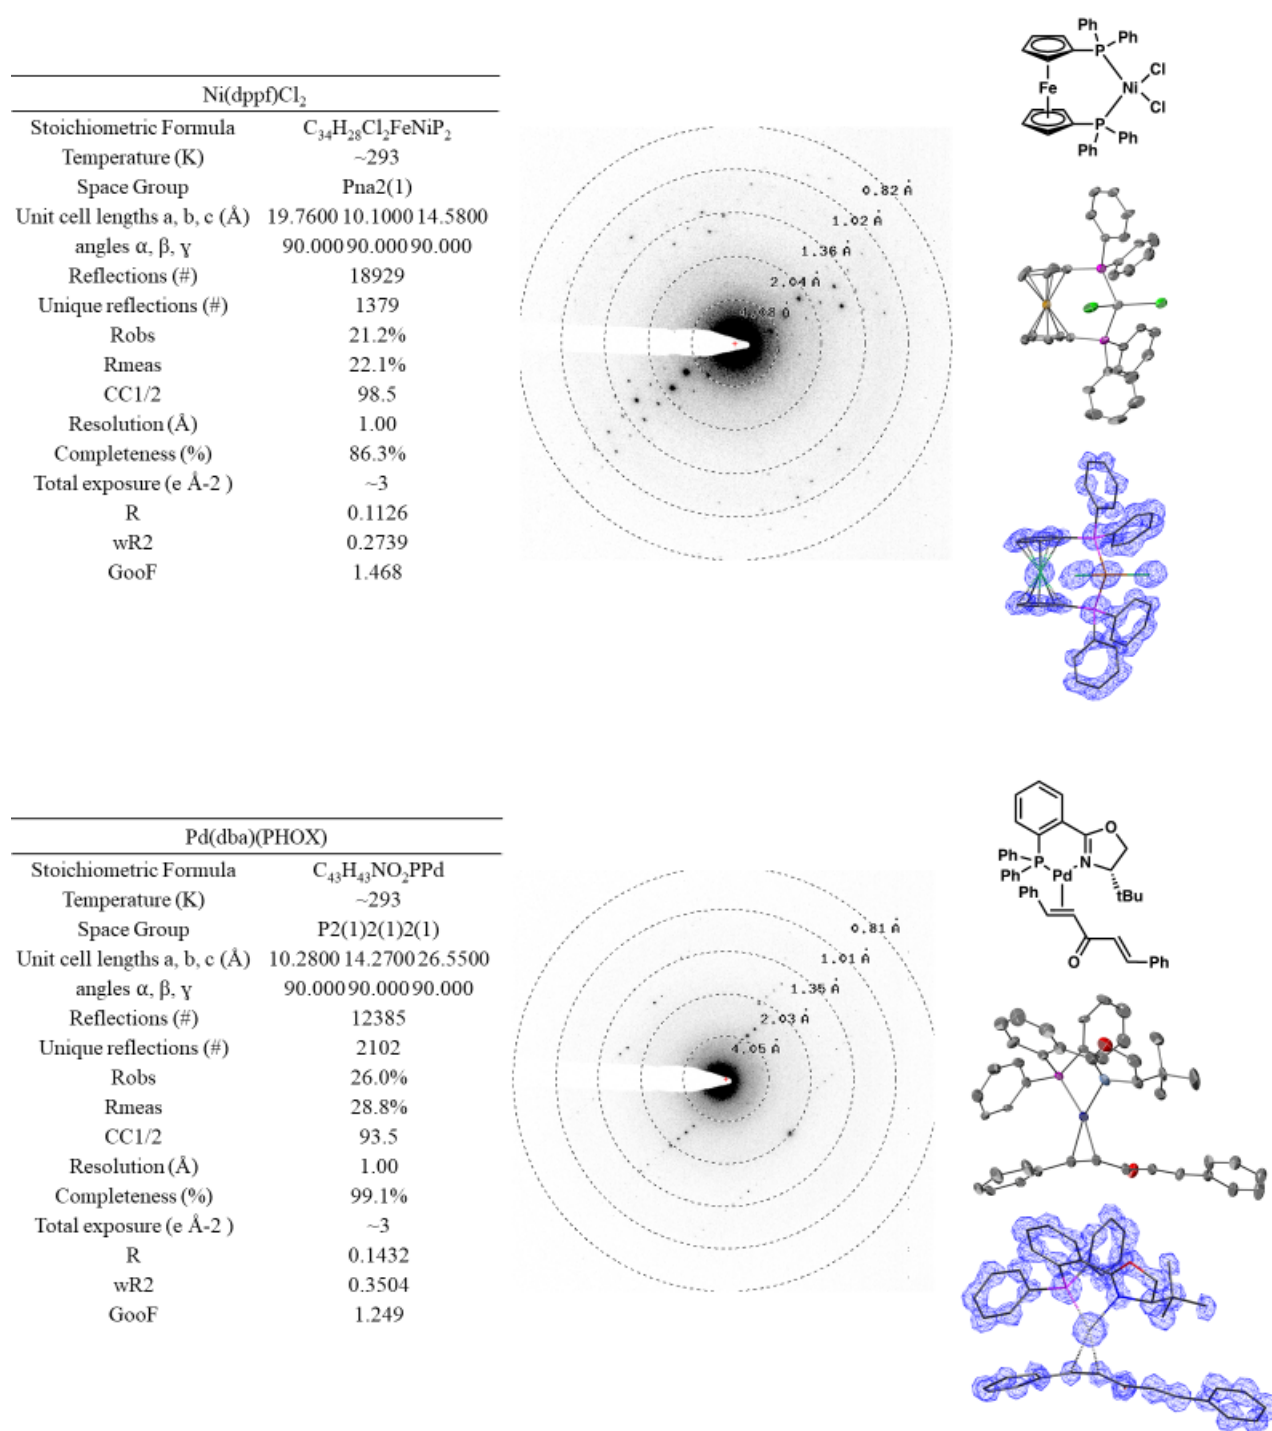 Ni(dppf)Cl₂
Stoichiometric Formula C₃₄H₂₈Cl₂FeNiP₂
Temperature (K) ~293
Space Group Pna2(1)
Unit cell lengths a, b, c (Å) 19.7600 10.1000 14.5800
angles α, β, ɣ 90.000 90.000 90.000
Reflections (#) 18929
Unique reflections (#) 1379
Robs 21.2%
Rmeas 22.1%
CC1/2 98.5
Resolution (Å) 1.00
Completeness (%) 86.3%
Total exposure (e Å-2 ) ~3
R 0.1126
wR2 0.2739
GooF 1.468
0.82 Å
1.02 Å
1.36 Å
2.04 Å
Ph
Ph
P
Fe
Ni
Cl
Cl
P
Ph
Ph
Pd(dba)(PHOX)
Stoichiometric Formula C₄₃H₄₃NO₂PPd
Temperature (K) ~293
Space Group P2(1)2(1)2(1)
Unit cell lengths a, b, c (Å) 10.2800 14.2700 26.5500
angles α, β, ɣ 90.000 90.000 90.000
Reflections (#) 12385
Unique reflections (#) 2102
Robs 26.0%
Rmeas 28.8%
CC1/2 93.5
Resolution (Å) 1.00
Completeness (%) 99.1%
Total exposure (e Å-2 ) ~3
R 0.1432
wR2 0.3504
GooF 1.249
0.81 Å
1.01 Å
1.35 Å
2.03 Å
4.05 Å
O
Ph
P
N
Ph
Pd
Ph
tBu
O
Ph